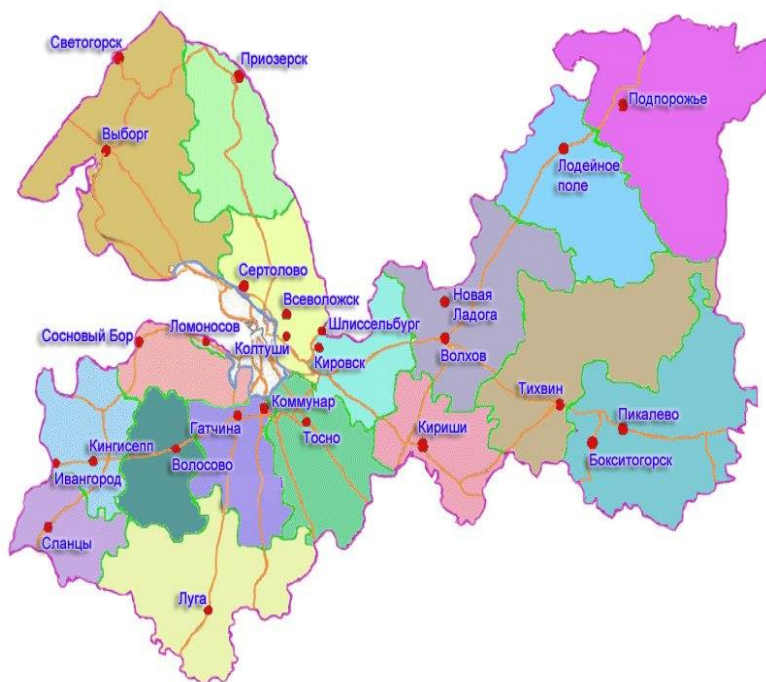 Светогорск
Приозерск
Подпорожье
Выборг
Лодейное
поле
Сертолово
Всеволожск
Новая
Ладога
Шлиссельбург
Сосновый Бор
Ломоносов
Колтуши
Кировск
Волхов
Тихвин
Коммунар
Гатчина
Пикалево
Кингисепп
Тосно
Кириши
Волосово
Бокситогорск
Ивангород
Сланцы
Луга